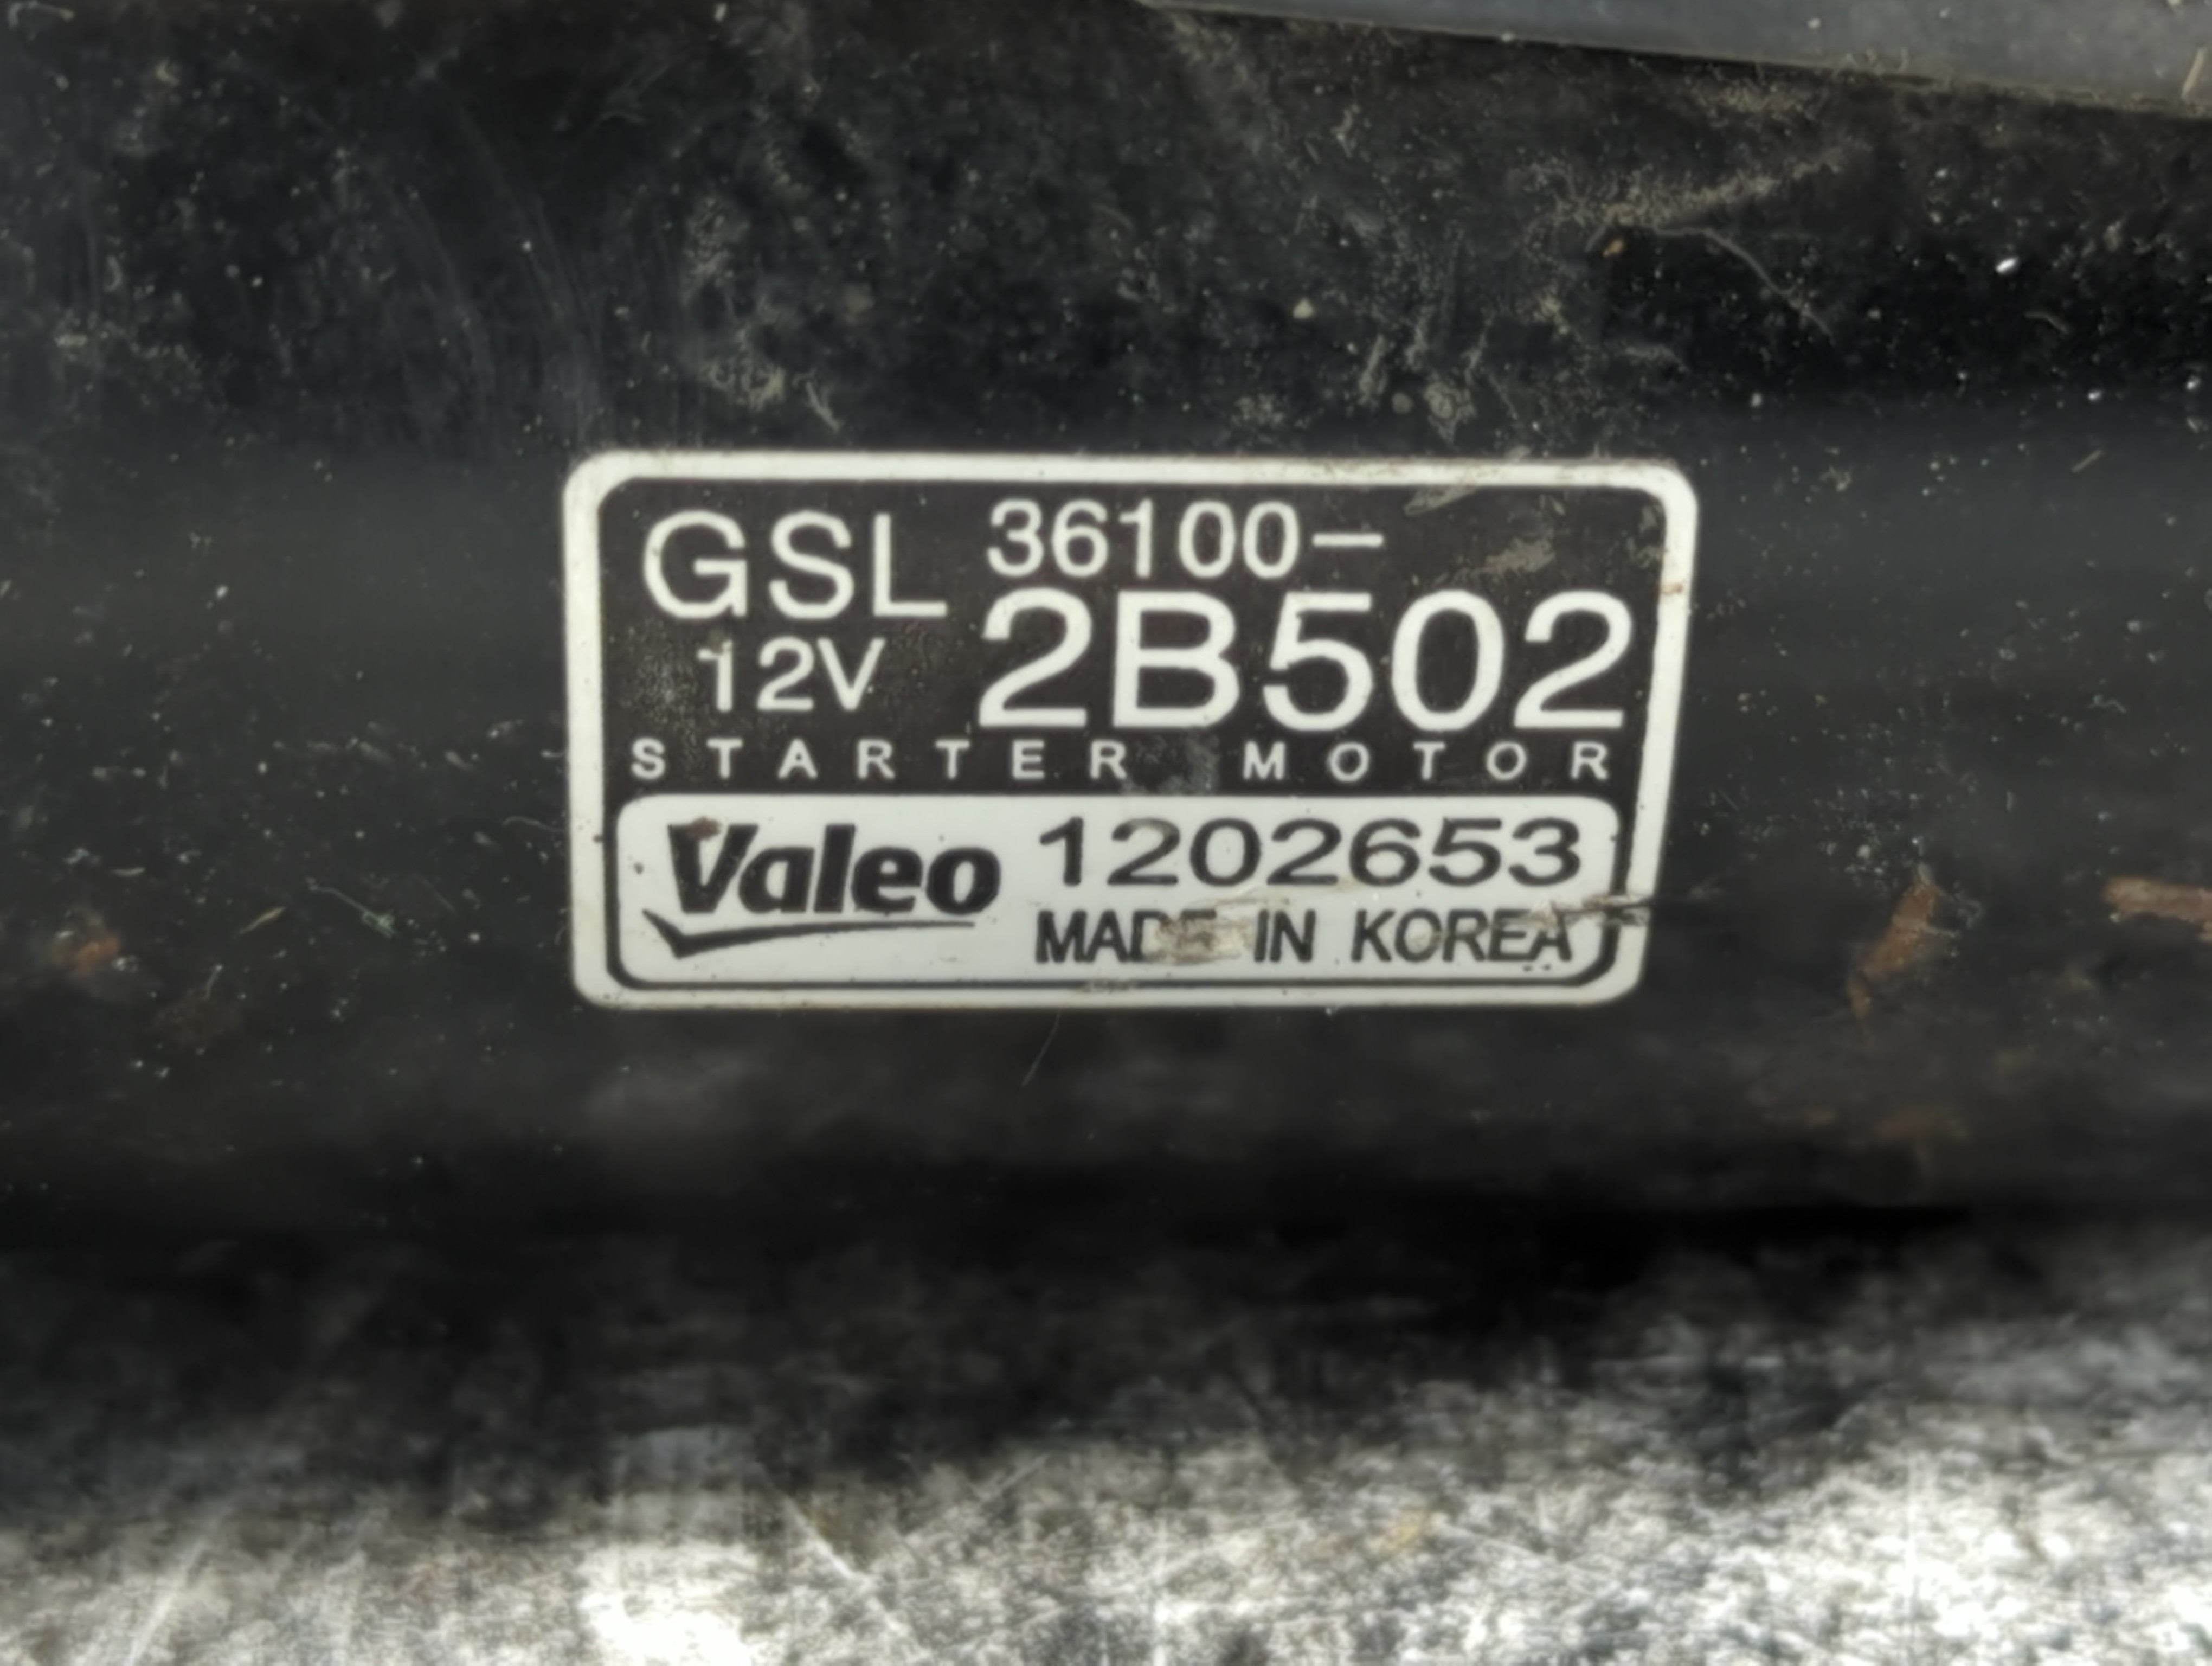 GSL 36100-
12V 2B502
STARTER MOTOR
Valeo 1202653
MADE IN KOREA